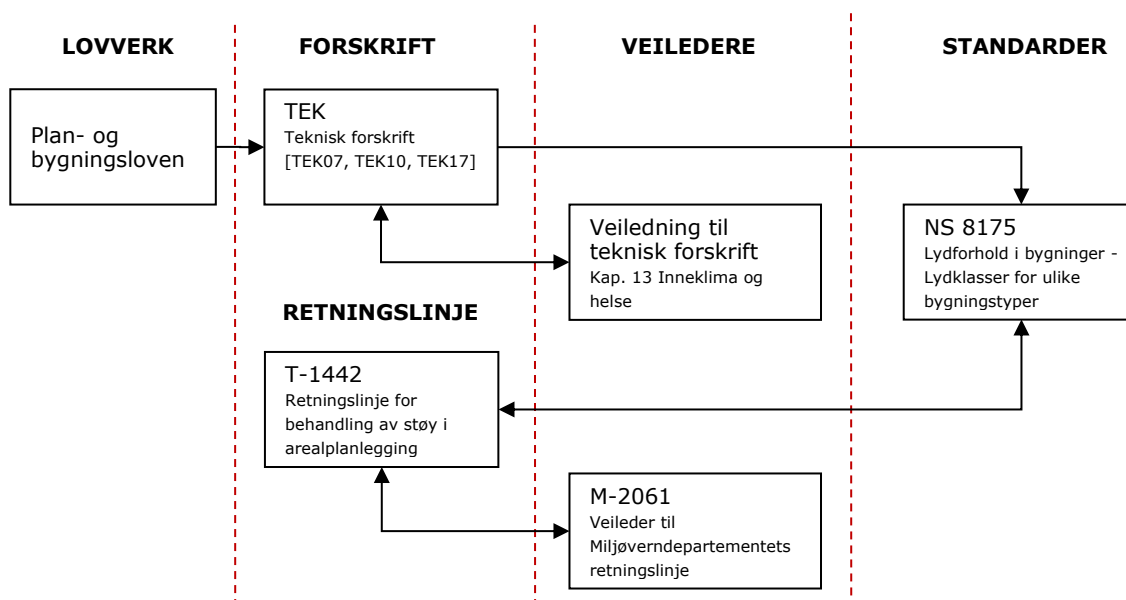 LOVVERK
FORSKRIFT
VEILEDERE
STANDARDER
Plan- og
bygningsloven
TEK
Teknisk forskrift
[TEK07, TEK10, TEK17]
Veiledning til
teknisk forskrift
Kap. 13 Inneklima og
helse
NS 8175
Lydforhold i bygninger -
Lydklasser for ulike
bygningstyper
RETNINGSLINJE
T-1442
Retningslinje for
behandling av støy i
arealplanlegging
M-2061
Veileder til
Miljøverndepartementets
retningslinje